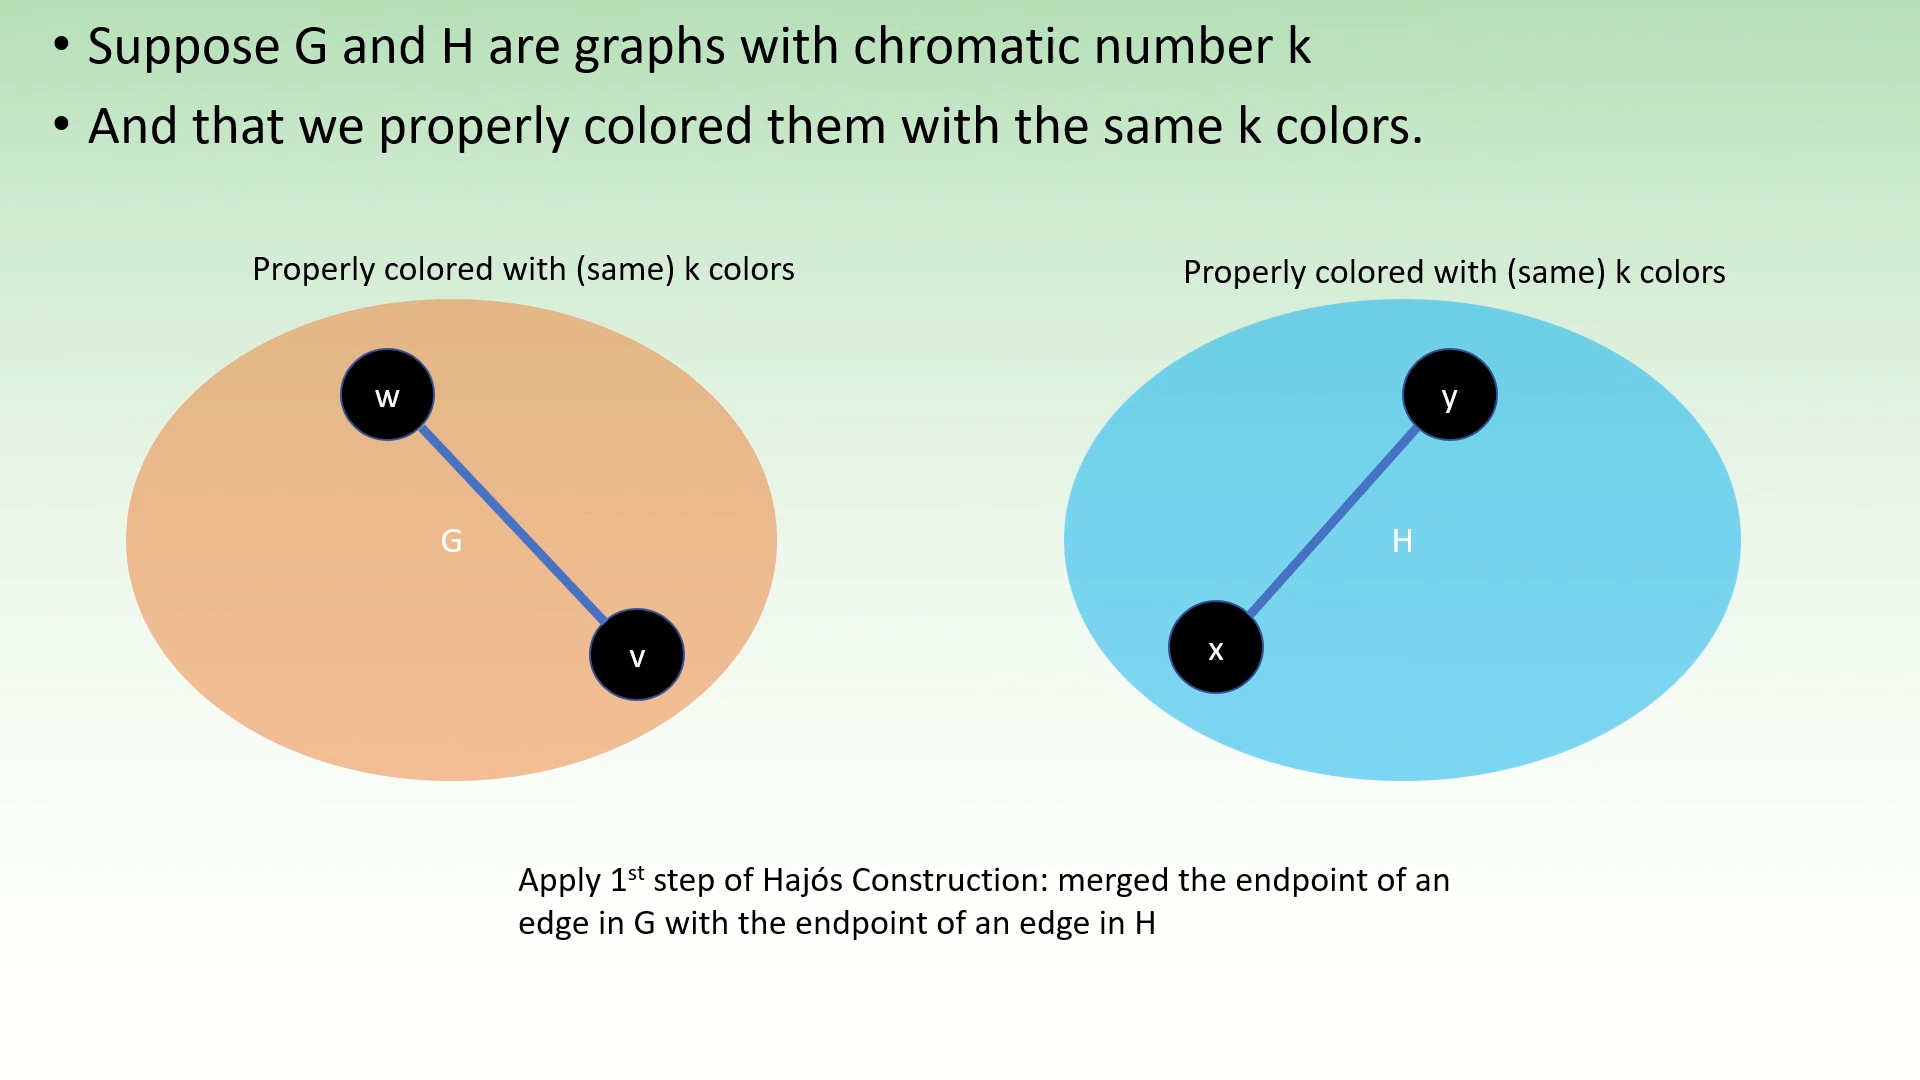 • Suppose G and H are graphs with chromatic number k
• And that we properly colored them with the same k colors.
Properly colored with (same) k colors
Properly colored with (same) k colors
w
y
G
H
v
x
Apply 1st step of Hajós Construction: merged the endpoint of an
edge in G with the endpoint of an edge in H